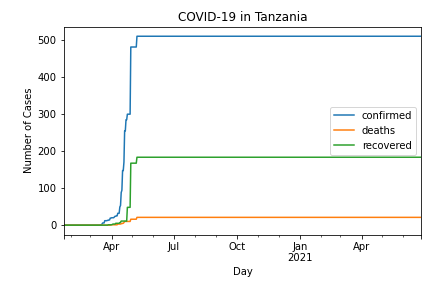 COVID-19 in Tanzania
Number of Cases
500
400
300
200
100
0
confirmed
deaths
recovered
Apr Jul Oct Jan Apr
2021
Day